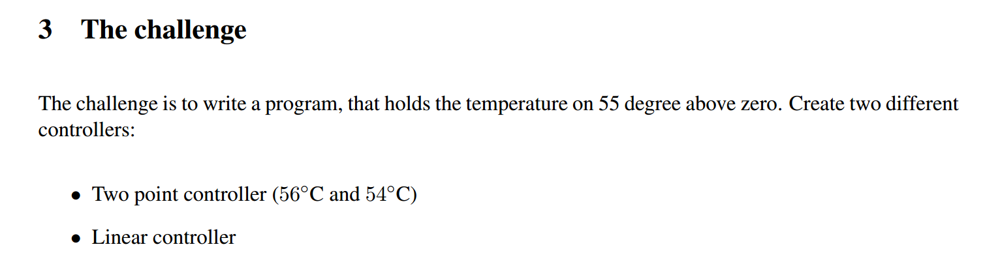 3 The challenge
The challenge is to write a program, that holds the temperature on 55 degree above zero. Create two different
controllers:
• Two point controller (56°C and 54°C)
• Linear controller